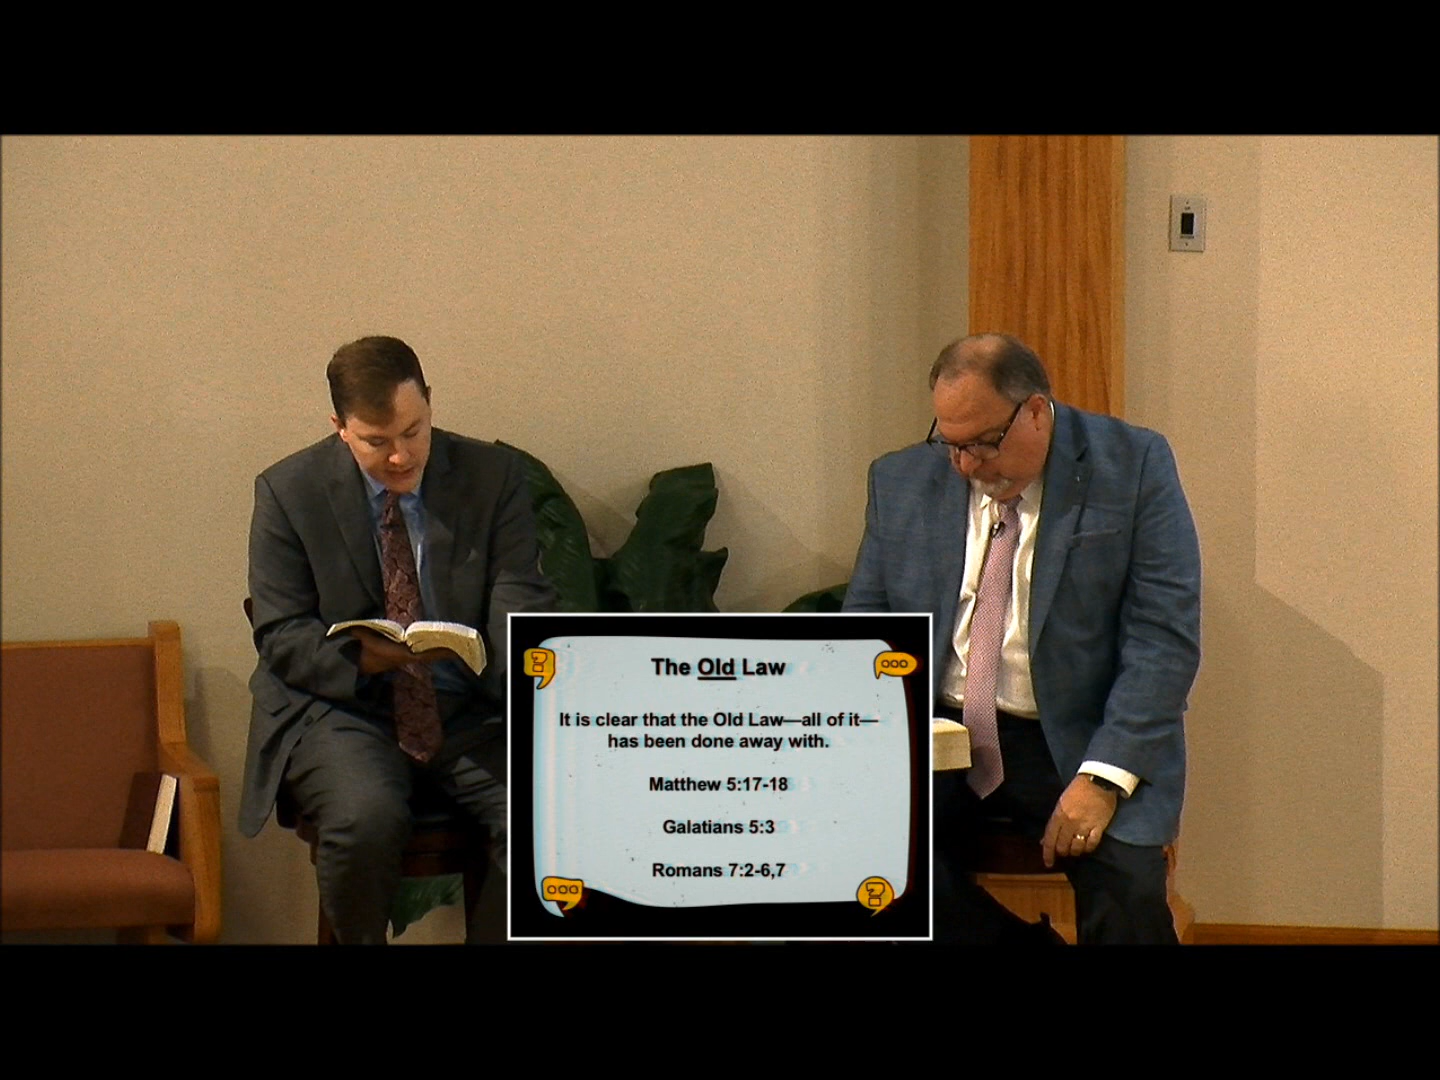 The Old Law
It is clear that the Old Law—all of it—
has been done away with.
Matthew 5:17-18
Galatians 5:3
Romans 7:2-6,7